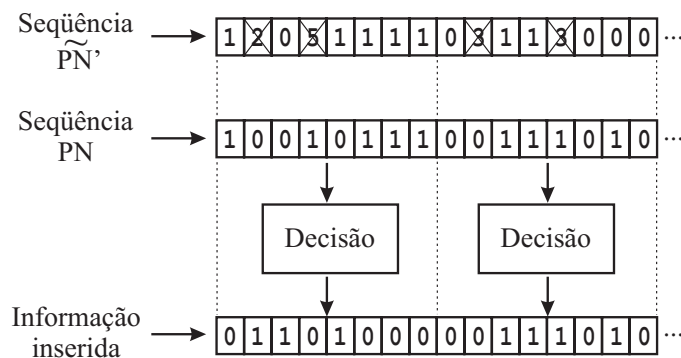 Seqüência
P͠N'
1 2 0 5 1 1 1 1 0 3 1 1 3 0 0 0 ...
Seqüência
PN
1 0 0 1 0 1 1 1 0 0 1 1 1 0 1 0 ...
Decisão
Decisão
Informação
inserida
0 1 1 0 1 0 0 0 0 0 1 1 1 0 1 0 ...